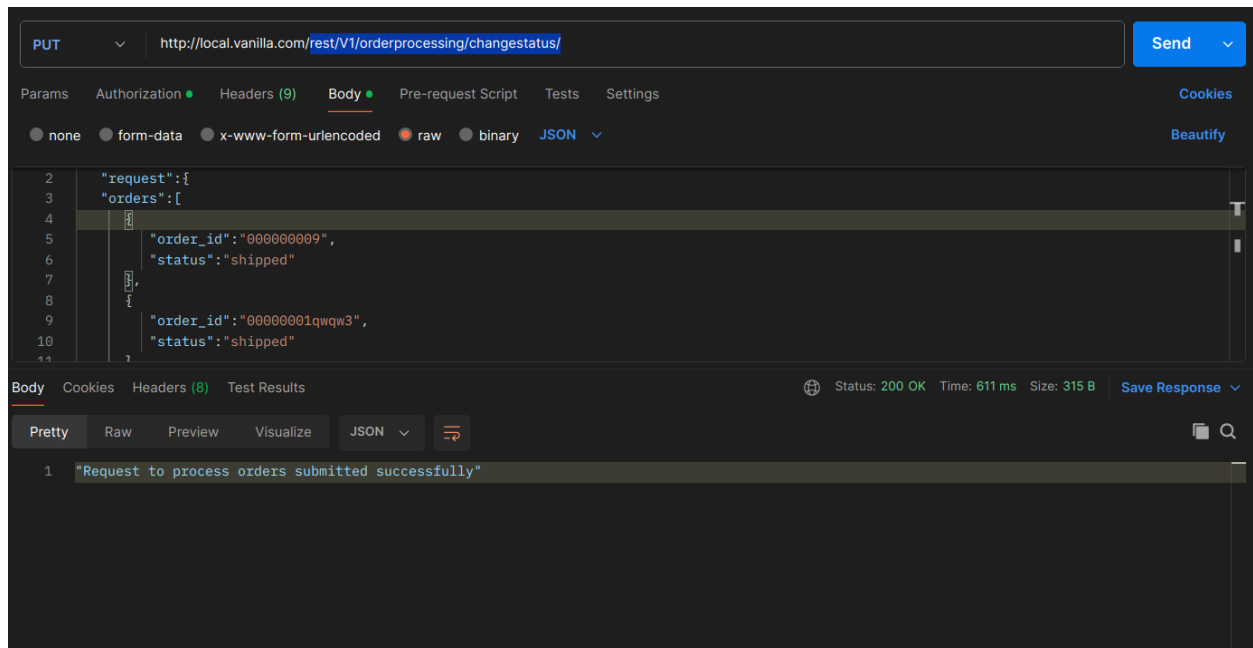 PUT http://local.vanilla.com/rest/V1/orderprocessing/changestatus/ Send
Params Authorization Headers (9) Body Pre-request Script Tests Settings Cookies
none form-data x-www-form-urlencoded raw binary JSON Beautify
2 "request":{
3 "orders":[
4 {
5 "order_id":"000000009",
6 "status":"shipped"
7 },
8 {
9 "order_id":"00000001qwqw3",
10 "status":"shipped"
11 }
Body Cookies Headers (8) Test Results Status: 200 OK Time: 611 ms Size: 315 B Save Response
Pretty Raw Preview Visualize JSON
1 "Request to process orders submitted successfully"